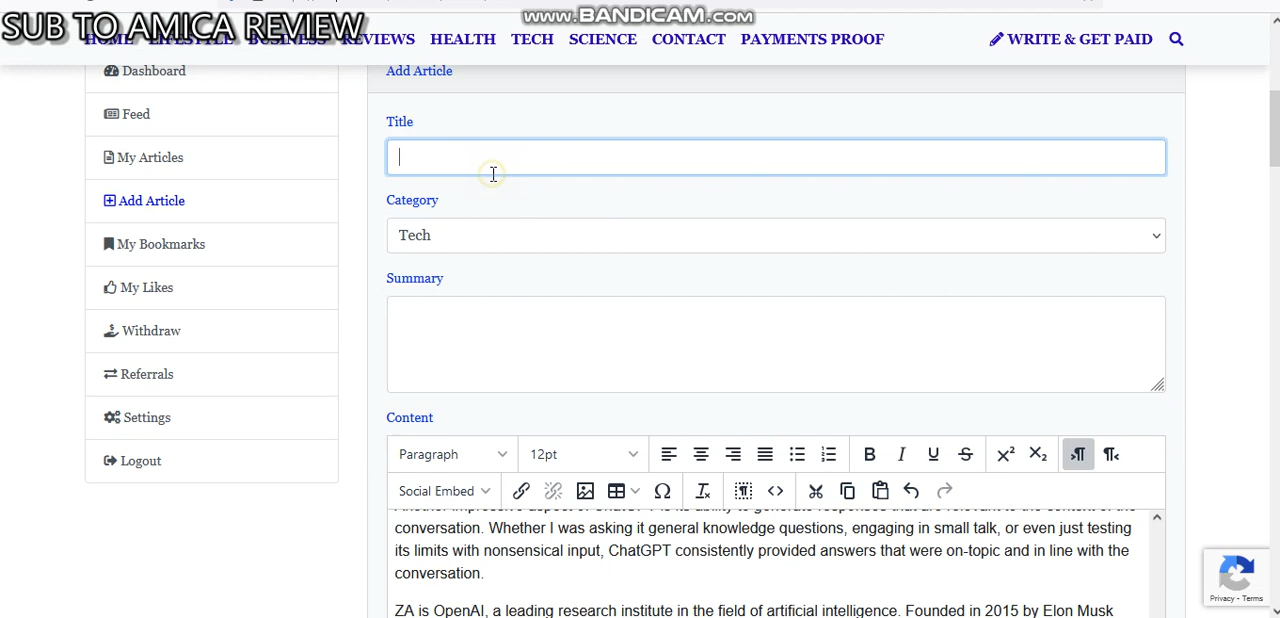 www.BANDICAM.com
SUB TO AMICA REVIEW
HOME LIFESTYLE BUSINESS REVIEWS HEALTH TECH SCIENCE CONTACT PAYMENTS PROOF WRITE & GET PAID
Dashboard
Feed
My Articles
Add Article
My Bookmarks
My Likes
Withdraw
Referrals
Settings
Logout
Add Article
Title
Category
Tech
Summary
Content
Paragraph 12pt
Social Embed
conversation. Whether I was asking it general knowledge questions, engaging in small talk, or even just testing
its limits with nonsensical input, ChatGPT consistently provided answers that were on-topic and in line with the
conversation.
ZA is OpenAI, a leading research institute in the field of artificial intelligence. Founded in 2015 by Elon Musk
Privacy - Terms